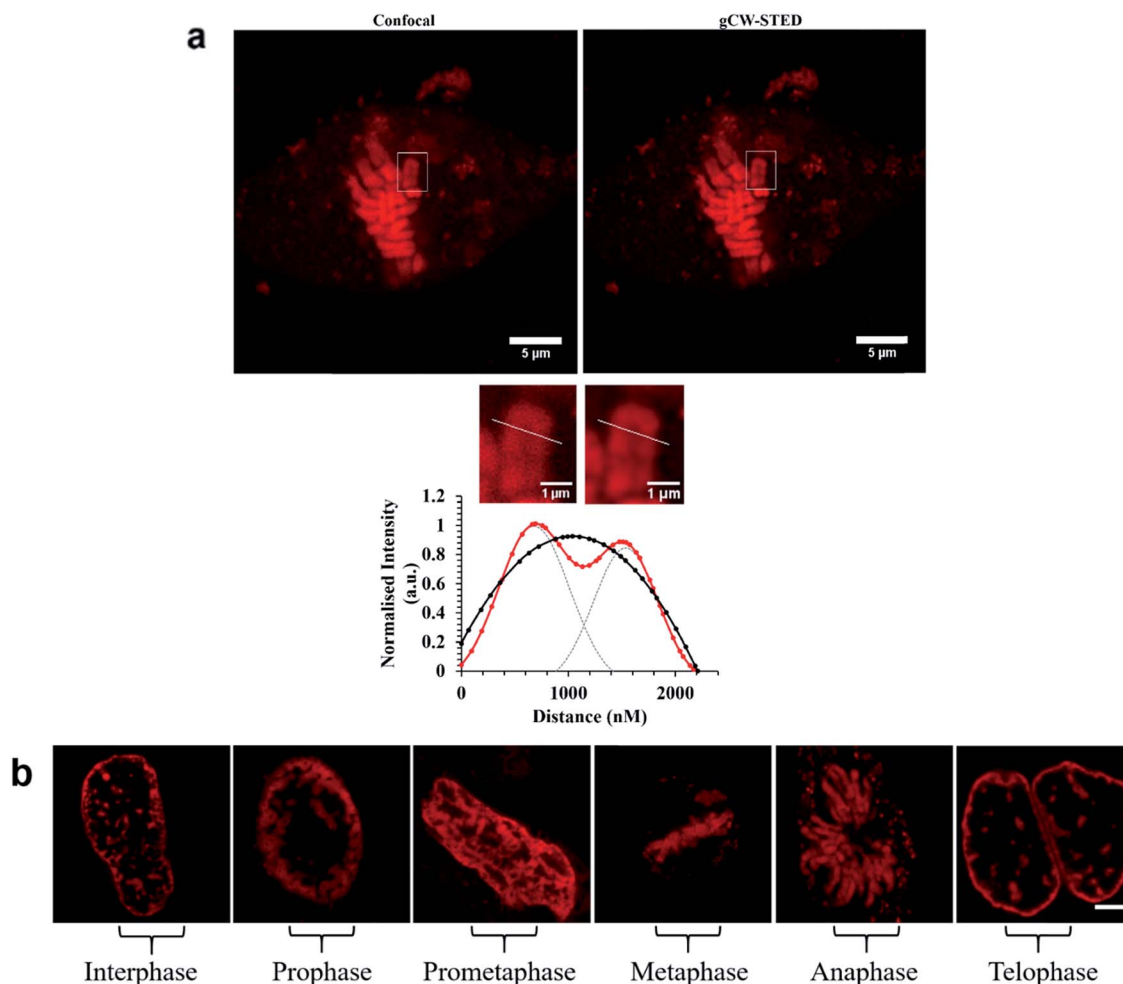 a
Confocal
gCW-STED
5 µm
5 µm
1 µm
1 µm
Normalised Intensity
(a.u.)
1.2
1
0.8
0.6
0.4
0.2
0
0
1000
2000
Distance (nM)
b
Interphase
Prophase
Prometaphase
Metaphase
Anaphase
Telophase